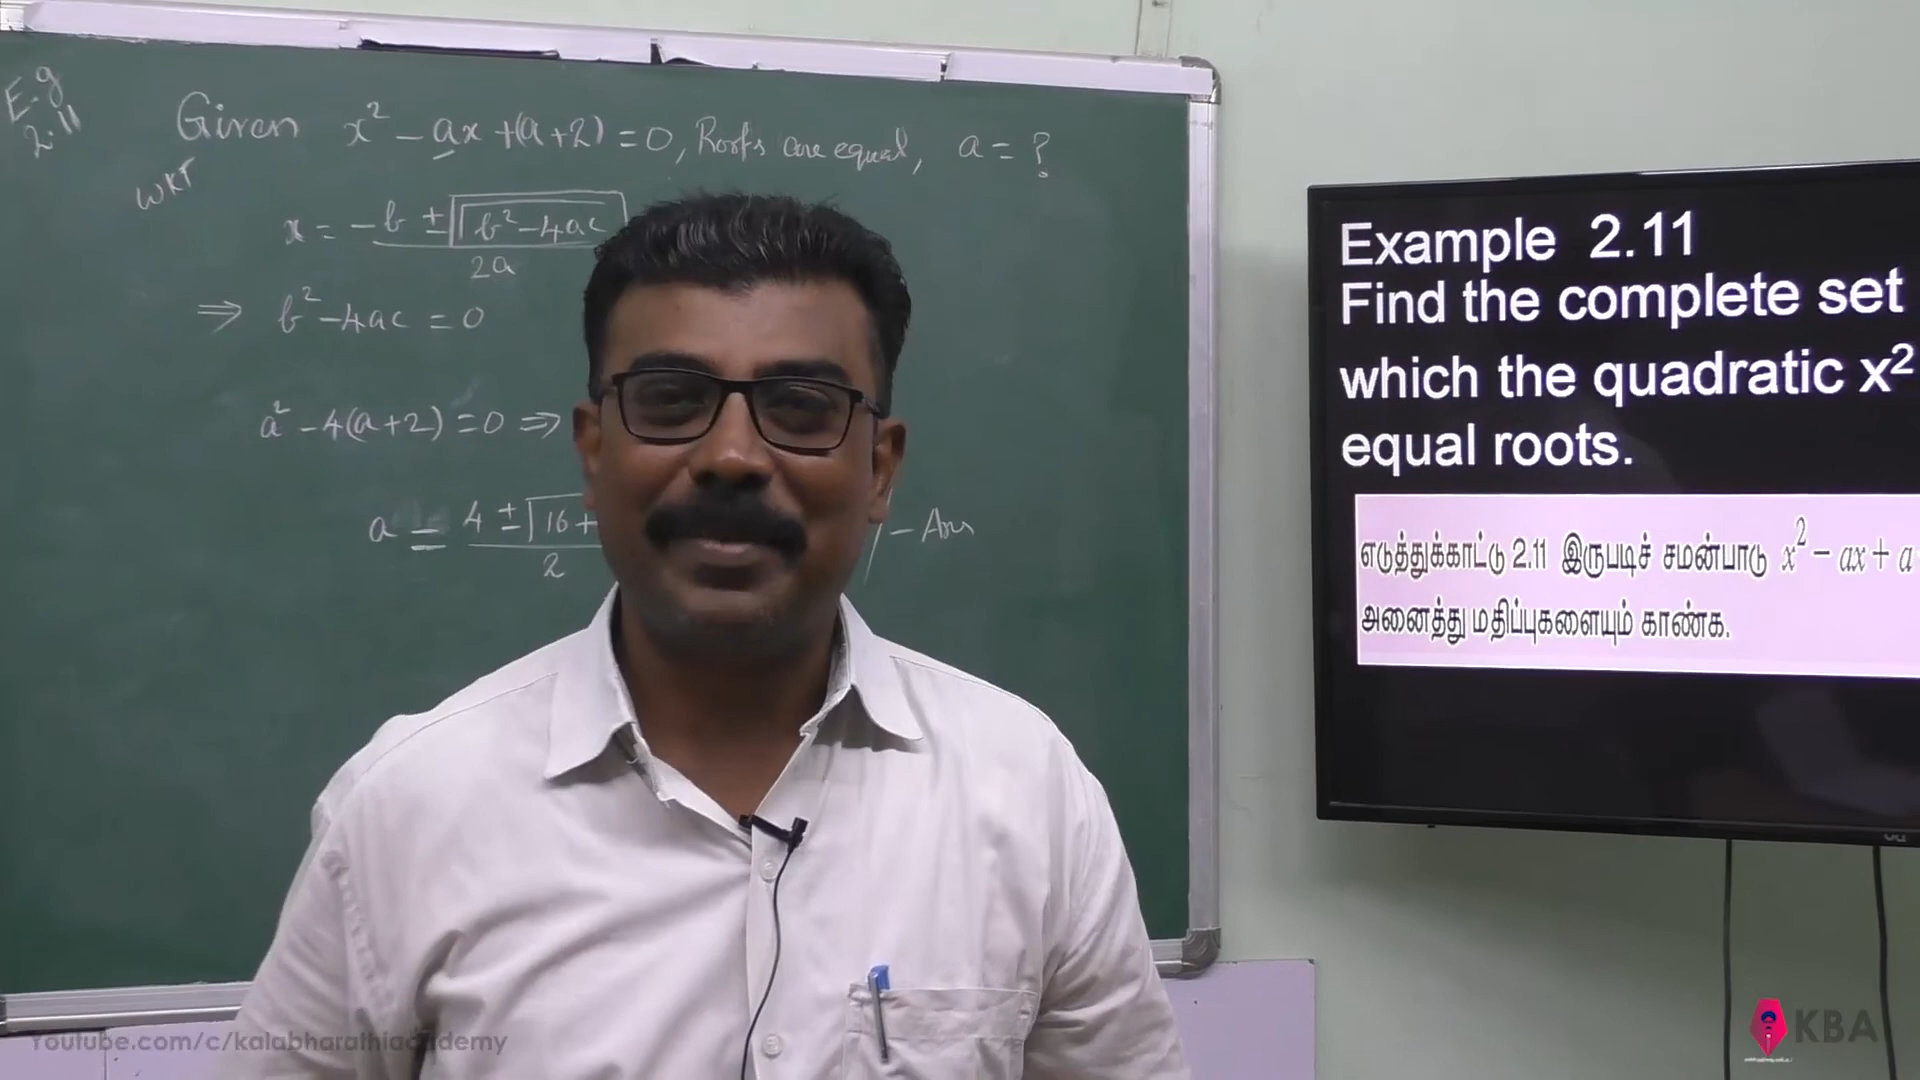 E.g
2.11
Given x² - ax + (a+2) = 0, Roots are equal, a = ?
WKT
x = -b ± √b²-4ac
2a
⇒ b²-4ac = 0
a²-4(a+2) = 0 ⇒
a = 4 ± √16+ - Ans
2
Example 2.11
Find the complete set
which the quadratic x²
equal roots.
எடுத்துக்காட்டு 2.11 இருபடிச் சமன்பாடு x² - ax + a
அனைத்து மதிப்புகளையும் காண்க.
Youtube.com/c/kalabharathiacademy
KBA